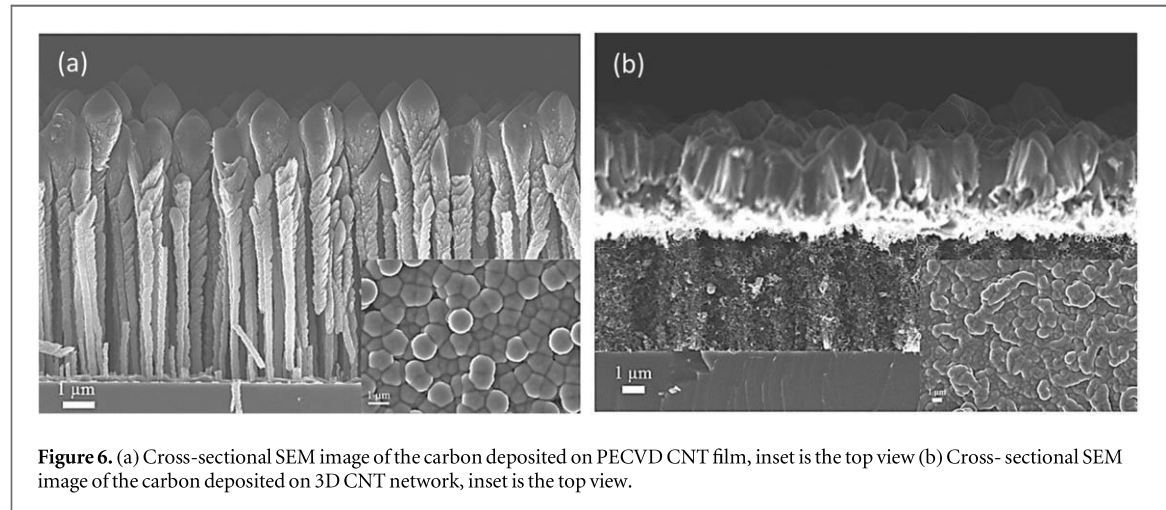 (a)
(b)
1 μm
1 μm
1 μm
1 μm
Figure 6. (a) Cross-sectional SEM image of the carbon deposited on PECVD CNT film, inset is the top view (b) Cross- sectional SEM
image of the carbon deposited on 3D CNT network, inset is the top view.